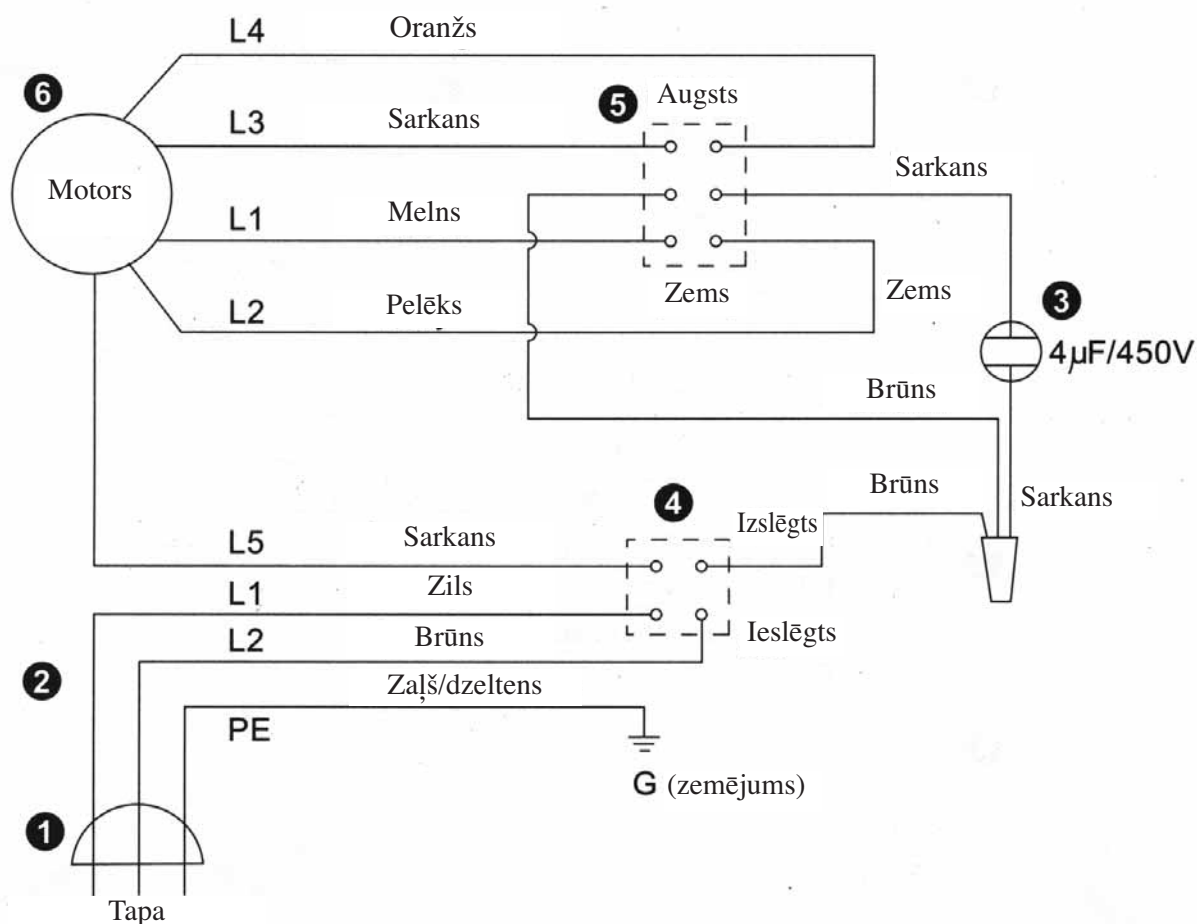 L4 Oranžs
6
5 Augsts
L3 Sarkans
Sarkans
Motors
L1 Melns
Zems
Zems
3
L2 Pelēks
4µF/450V
Brūns
Brūns
4
Izslēgts
Sarkans
L5 Sarkans
L1 Zils
Ieslēgts
L2 Brūns
2
Zaļš/dzeltens
PE
G (zemējums)
1
Tapa